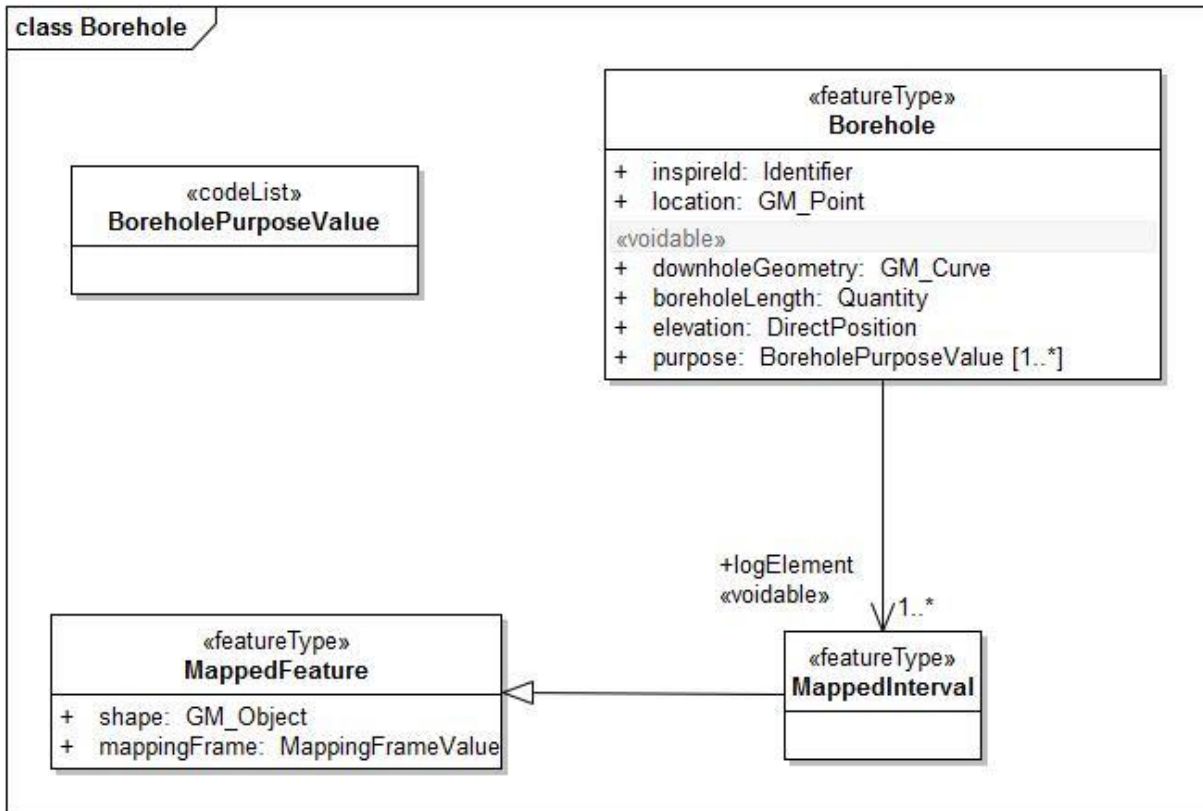 class Borehole
«featureType»
Borehole
+ inspireId: Identifier
+ location: GM_Point
«voidable»
+ downholeGeometry: GM_Curve
+ boreholeLength: Quantity
+ elevation: DirectPosition
+ purpose: BoreholePurposeValue [1..*]
«codeList»
BoreholePurposeValue
+logElement
«voidable»
1..*
«featureType»
MappedFeature
+ shape: GM_Object
+ mappingFrame: MappingFrameValue
«featureType»
MappedInterval